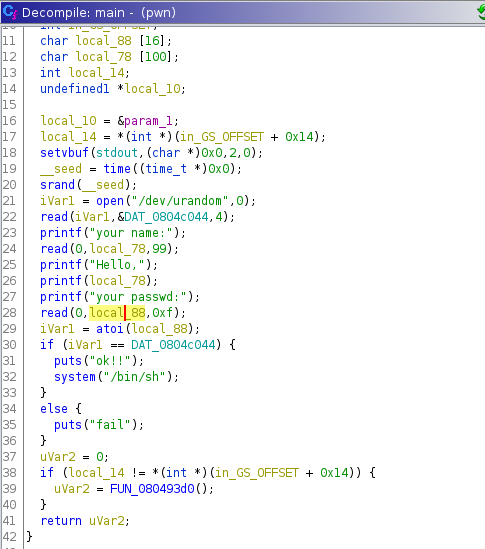 Decompile: main - (pwn)
10 int in_GS_OFFSET;
11 char local_88 [16];
12 char local_78 [100];
13 int local_14;
14 undefined1 *local_10;
15
16 local_10 = &param_1;
17 local_14 = *(int *)(in_GS_OFFSET + 0x14);
18 setvbuf(stdout,(char *)0x0,2,0);
19 __seed = time((time_t *)0x0);
20 srand(__seed);
21 iVar1 = open("/dev/urandom",0);
22 read(iVar1,&DAT_0804c044,4);
23 printf("your name:");
24 read(0,local_78,99);
25 printf("Hello,");
26 printf(local_78);
27 printf("your passwd:");
28 read(0,local_88,0xf);
29 iVar1 = atoi(local_88);
30 if (iVar1 == DAT_0804c044) {
31 puts("ok!!");
32 system("/bin/sh");
33 }
34 else {
35 puts("fail");
36 }
37 uVar2 = 0;
38 if (local_14 != *(int *)(in_GS_OFFSET + 0x14)) {
39 uVar2 = FUN_080493d0();
40 }
41 return uVar2;
42 }